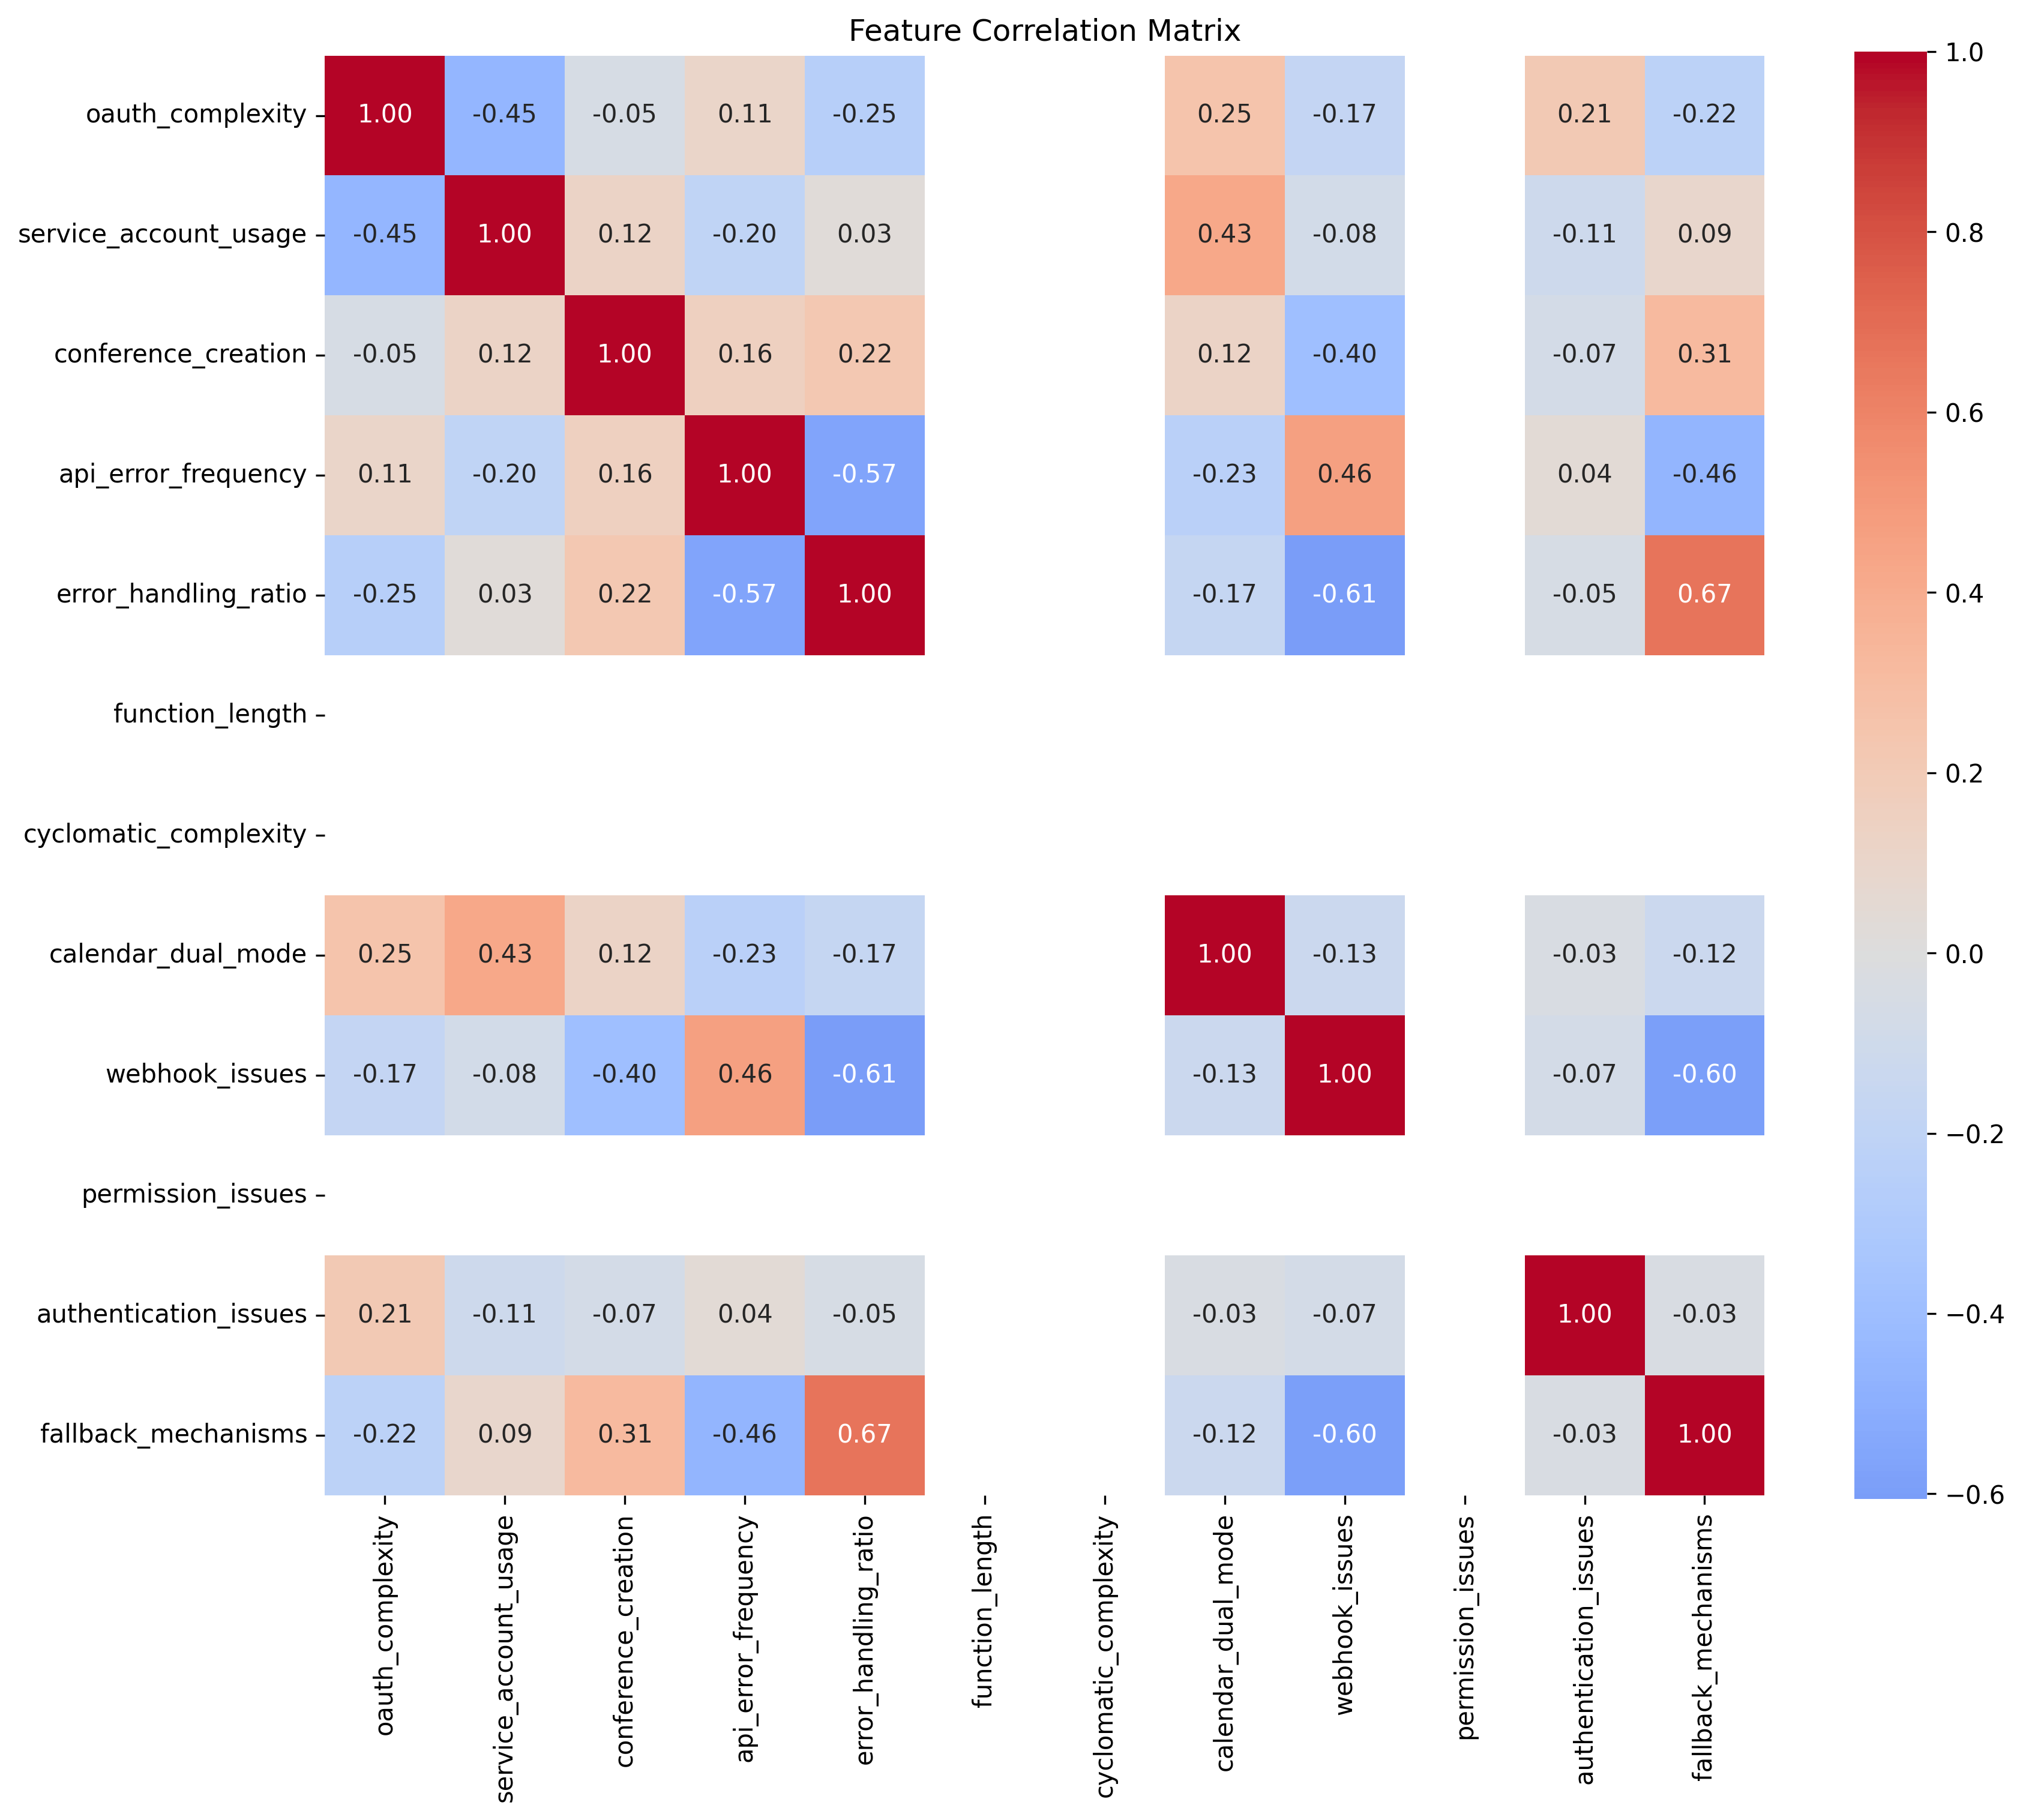 Feature Correlation Matrix
oauth_complexity 1.00 -0.45 -0.05 0.11 -0.25 0.25 -0.17 0.21 -0.22
service_account_usage -0.45 1.00 0.12 -0.20 0.03 0.43 -0.08 -0.11 0.09
conference_creation -0.05 0.12 1.00 0.16 0.22 0.12 -0.40 -0.07 0.31
api_error_frequency 0.11 -0.20 0.16 1.00 -0.57 -0.23 0.46 0.04 -0.46
error_handling_ratio -0.25 0.03 0.22 -0.57 1.00 -0.17 -0.61 -0.05 0.67
function_length
cyclomatic_complexity
calendar_dual_mode 0.25 0.43 0.12 -0.23 -0.17 1.00 -0.13 -0.03 -0.12
webhook_issues -0.17 -0.08 -0.40 0.46 -0.61 -0.13 1.00 -0.07 -0.60
permission_issues
authentication_issues 0.21 -0.11 -0.07 0.04 -0.05 -0.03 -0.07 1.00 -0.03
fallback_mechanisms -0.22 0.09 0.31 -0.46 0.67 -0.12 -0.60 -0.03 1.00
oauth_complexity
service_account_usage
conference_creation
api_error_frequency
error_handling_ratio
function_length
cyclomatic_complexity
calendar_dual_mode
webhook_issues
permission_issues
authentication_issues
fallback_mechanisms
1.0
0.8
0.6
0.4
0.2
0.0
−0.2
−0.4
−0.6